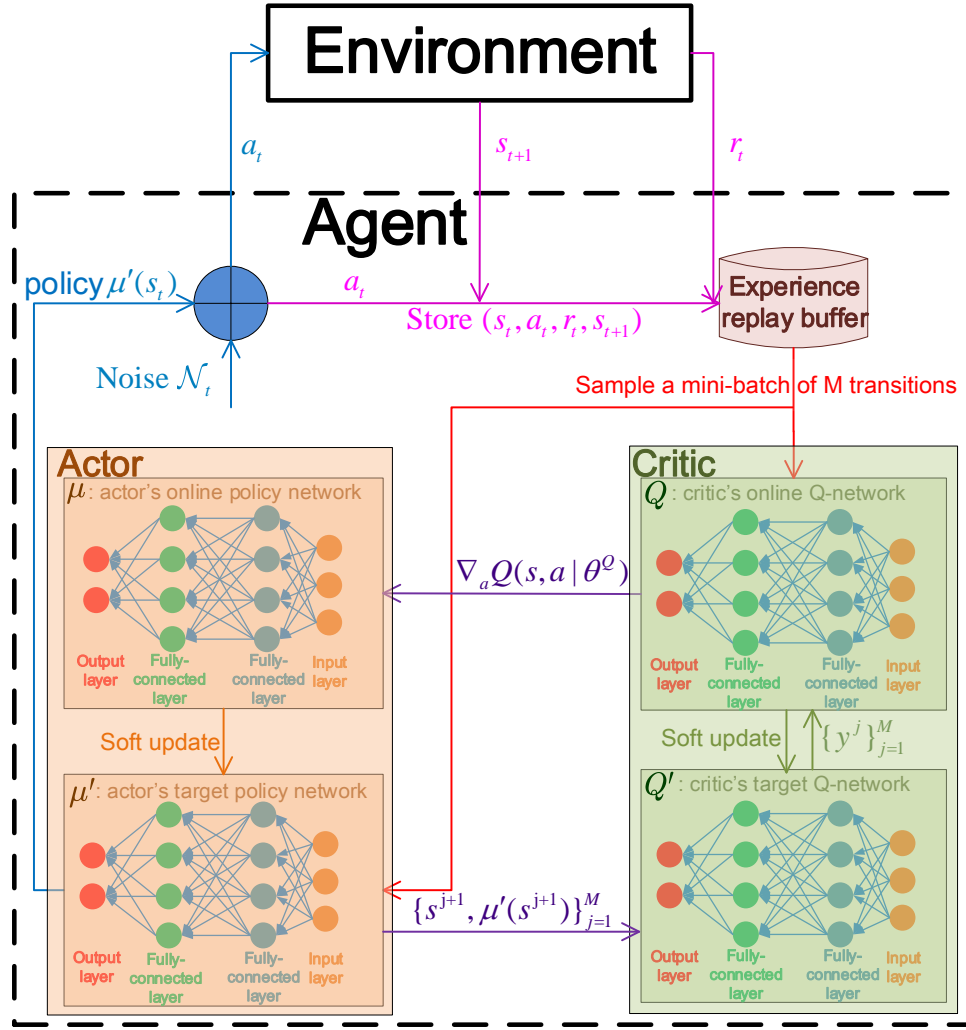 Environment
a_t
s_{t+1}
r_t
Agent
policy μ′(s_t)
a_t
Store (s_t, a_t, r_t, s_{t+1})
Experience
replay buffer
Noise 𝒩_t
Sample a mini-batch of M transitions
Actor
μ : actor's online policy network
Output
layer
Fully-
connected
layer
Fully-
connected
layer
Input
layer
Soft update
μ′ : actor's target policy network
Output
layer
Fully-
connected
layer
Fully-
connected
layer
Input
layer
∇_a Q(s, a | θ^Q)
{s^{j+1}, μ′(s^{j+1})}_{j=1}^M
Critic
Q : critic's online Q-network
Output
layer
Fully-
connected
layer
Fully-
connected
layer
Input
layer
Soft update
{y^j}_{j=1}^M
Q′ : critic's target Q-network
Output
layer
Fully-
connected
layer
Fully-
connected
layer
Input
layer